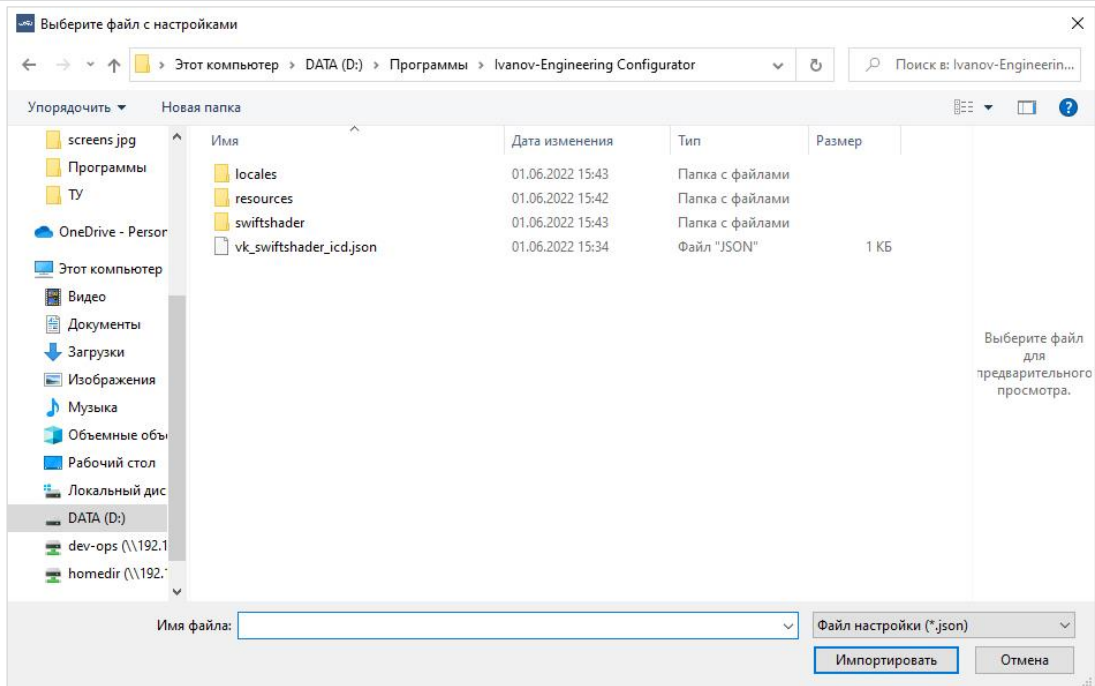 Выберите файл с настройками
Этот компьютер › DATA (D:) › Программы › Ivanov-Engineering Configurator
Поиск в: Ivanov-Engineerin...
Упорядочить
Новая папка
screens jpg
Программы
ТУ
OneDrive - Person
Этот компьютер
Видео
Документы
Загрузки
Изображения
Музыка
Объемные объ
Рабочий стол
Локальный дис
DATA (D:)
dev-ops (\\192.1
homedir (\\192.1
Имя Дата изменения Тип Размер
locales 01.06.2022 15:43 Папка с файлами
resources 01.06.2022 15:42 Папка с файлами
swiftshader 01.06.2022 15:43 Папка с файлами
vk_swiftshader_icd.json 01.06.2022 15:34 Файл "JSON" 1 КБ
Выберите файл
для
предварительного
просмотра.
Имя файла:
Файл настройки (*.json)
Импортировать
Отмена